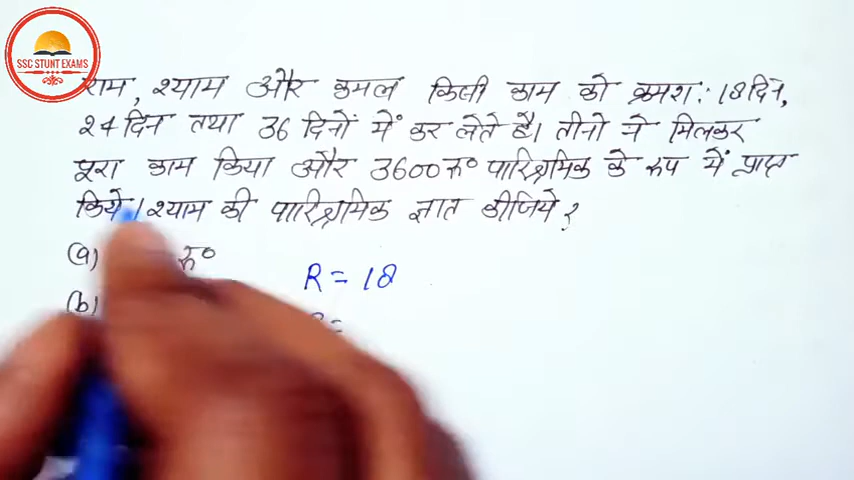 SSC STUNT EXAMS
राम, श्याम और कमल किसी काम को क्रमश: 18 दिन,
24 दिन तथा 36 दिनों में कर लेते है। तीनो ने मिलकर
पूरा काम किया और 3600 रू० पारिश्रमिक के रूप में प्राप्त
किये। श्याम की पारिश्रमिक ज्ञात कीजिये?
(a) रू०
R = 18
(b)